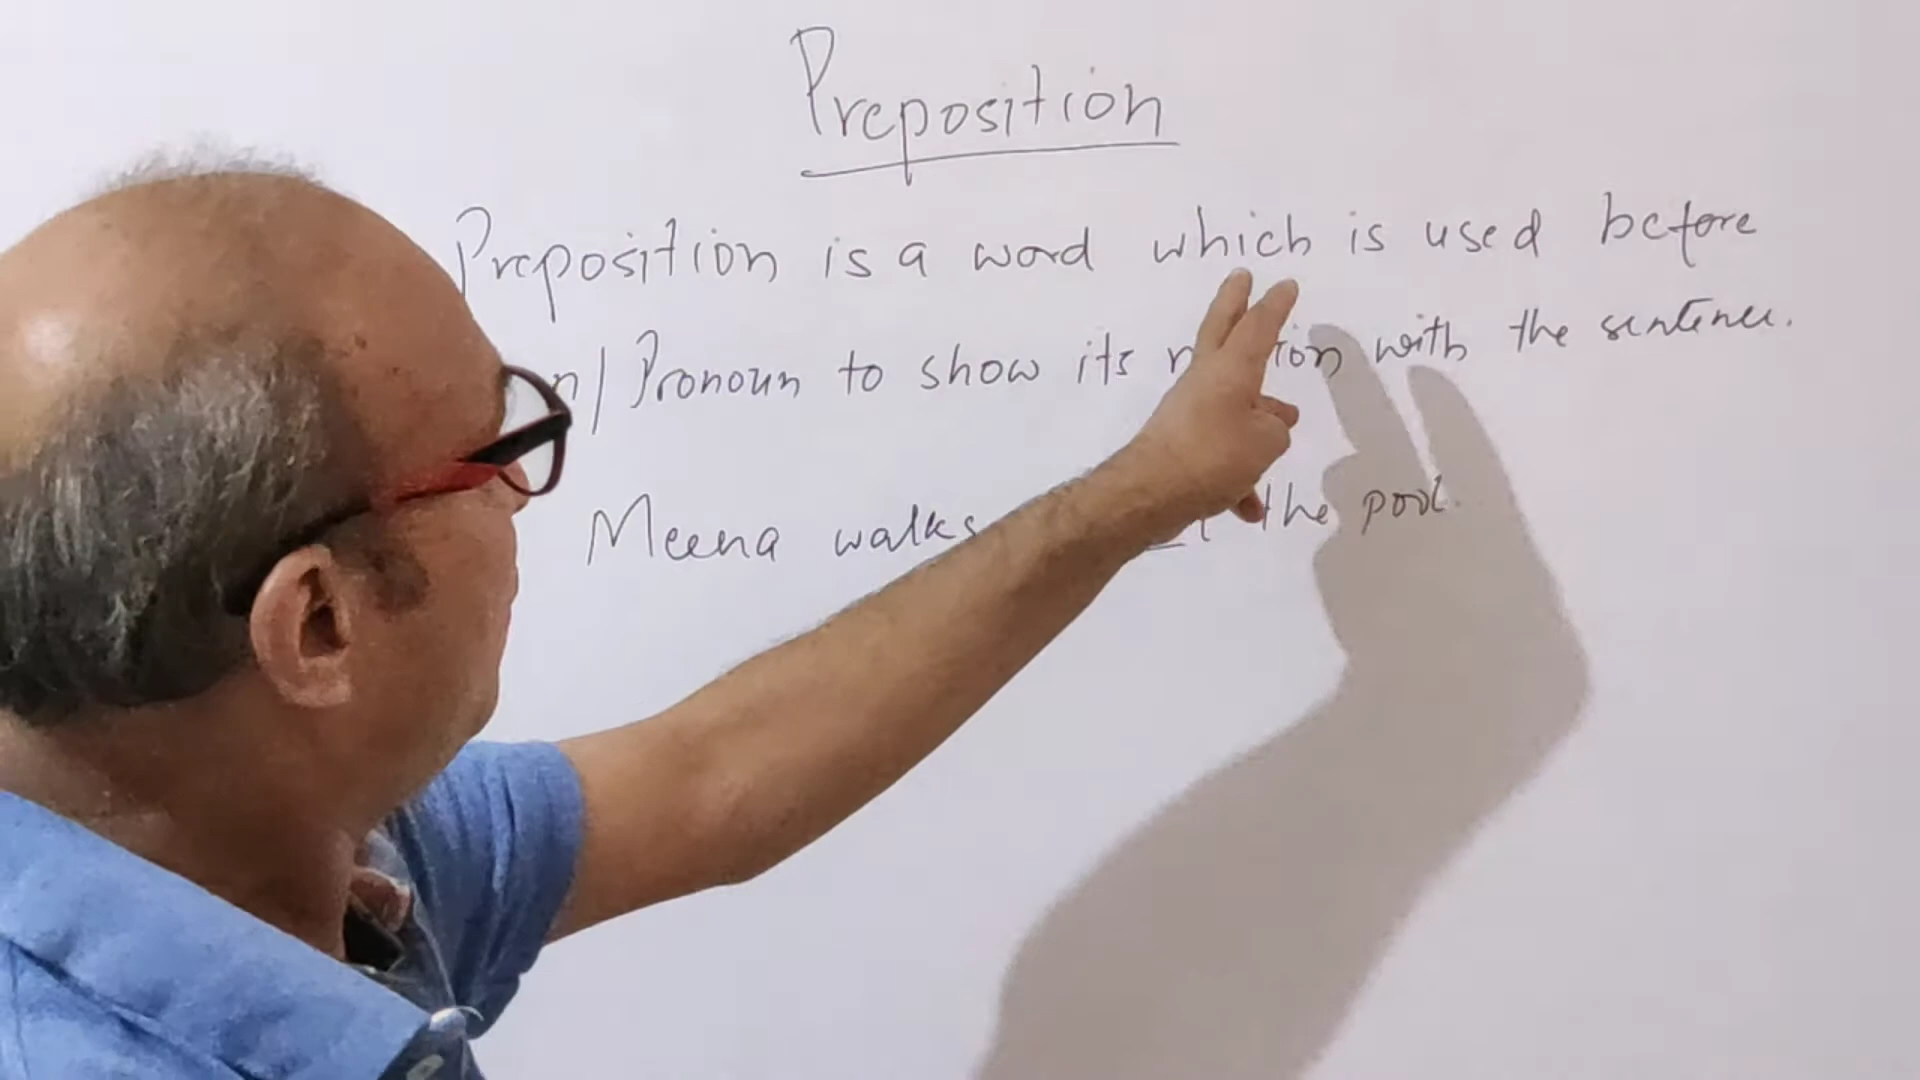 Preposition
Preposition is a word which is used before
/ Pronoun to show its with the sentence.
Meena walks the pool.